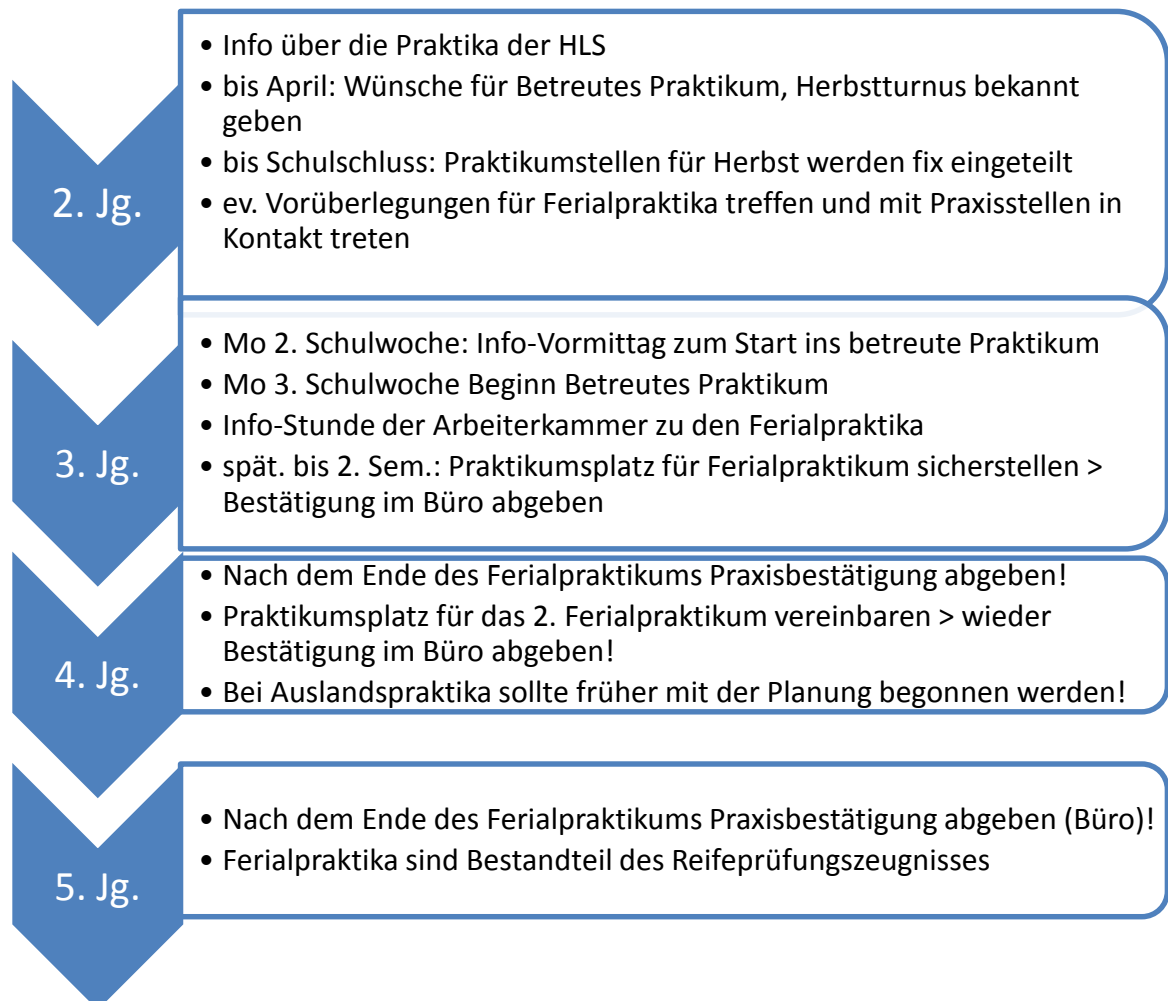 2. Jg.
• Info über die Praktika der HLS
• bis April: Wünsche für Betreutes Praktikum, Herbstturnus bekannt
geben
• bis Schulschluss: Praktikumstellen für Herbst werden fix eingeteilt
• ev. Vorüberlegungen für Ferialpraktika treffen und mit Praxisstellen in
Kontakt treten
3. Jg.
• Mo 2. Schulwoche: Info-Vormittag zum Start ins betreute Praktikum
• Mo 3. Schulwoche Beginn Betreutes Praktikum
• Info-Stunde der Arbeiterkammer zu den Ferialpraktika
• spät. bis 2. Sem.: Praktikumsplatz für Ferialpraktikum sicherstellen >
Bestätigung im Büro abgeben
4. Jg.
• Nach dem Ende des Ferialpraktikums Praxisbestätigung abgeben!
• Praktikumsplatz für das 2. Ferialpraktikum vereinbaren > wieder
Bestätigung im Büro abgeben!
• Bei Auslandspraktika sollte früher mit der Planung begonnen werden!
5. Jg.
• Nach dem Ende des Ferialpraktikums Praxisbestätigung abgeben (Büro)!
• Ferialpraktika sind Bestandteil des Reifeprüfungszeugnisses